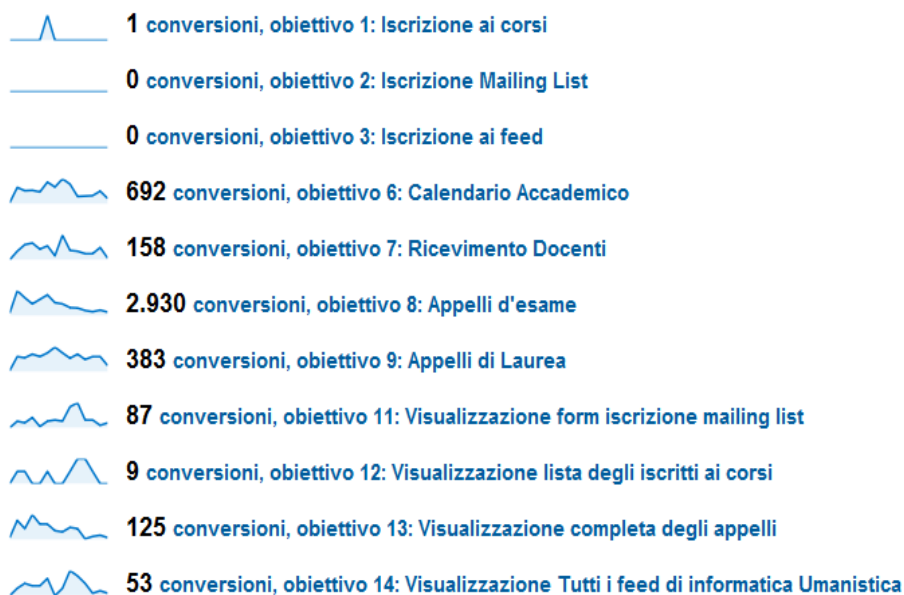 1 conversioni, obiettivo 1: Iscrizione ai corsi
0 conversioni, obiettivo 2: Iscrizione Mailing List
0 conversioni, obiettivo 3: Iscrizione ai feed
692 conversioni, obiettivo 6: Calendario Accademico
158 conversioni, obiettivo 7: Ricevimento Docenti
2.930 conversioni, obiettivo 8: Appelli d'esame
383 conversioni, obiettivo 9: Appelli di Laurea
87 conversioni, obiettivo 11: Visualizzazione form iscrizione mailing list
9 conversioni, obiettivo 12: Visualizzazione lista degli iscritti ai corsi
125 conversioni, obiettivo 13: Visualizzazione completa degli appelli
53 conversioni, obiettivo 14: Visualizzazione Tutti i feed di informatica Umanistica